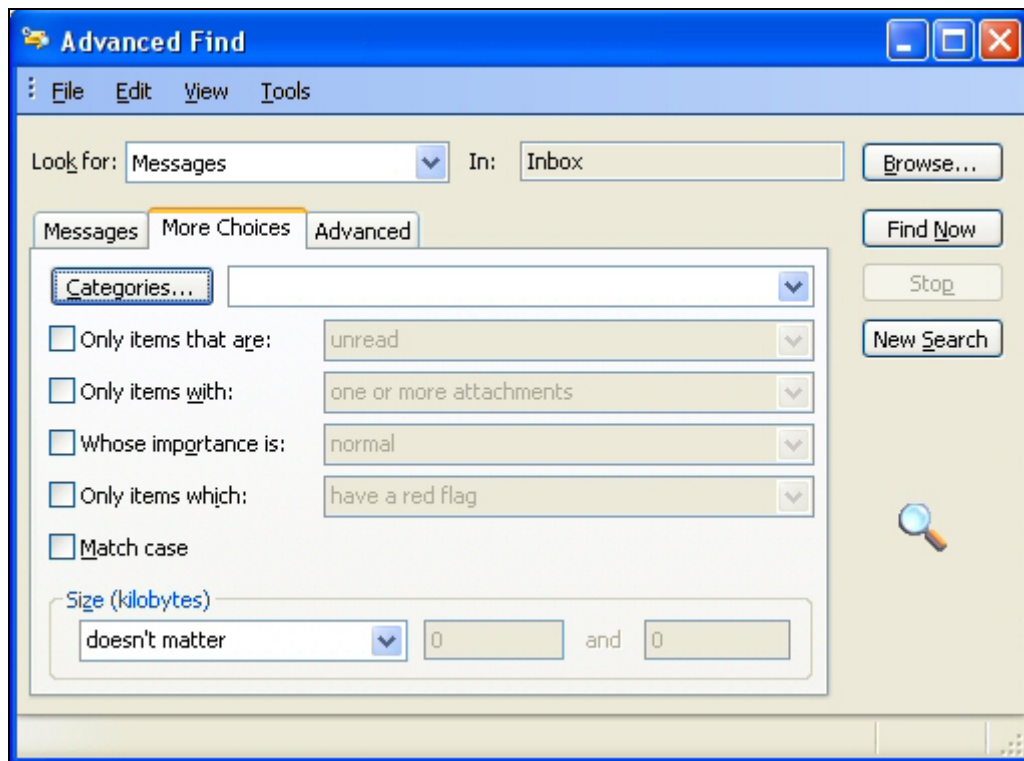 Advanced Find
File Edit View Tools
Look for: Messages In: Inbox Browse...
Messages More Choices Advanced Find Now
Categories... Stop
Only items that are: unread New Search
Only items with: one or more attachments
Whose importance is: normal
Only items which: have a red flag
Match case
Size (kilobytes)
doesn't matter 0 and 0